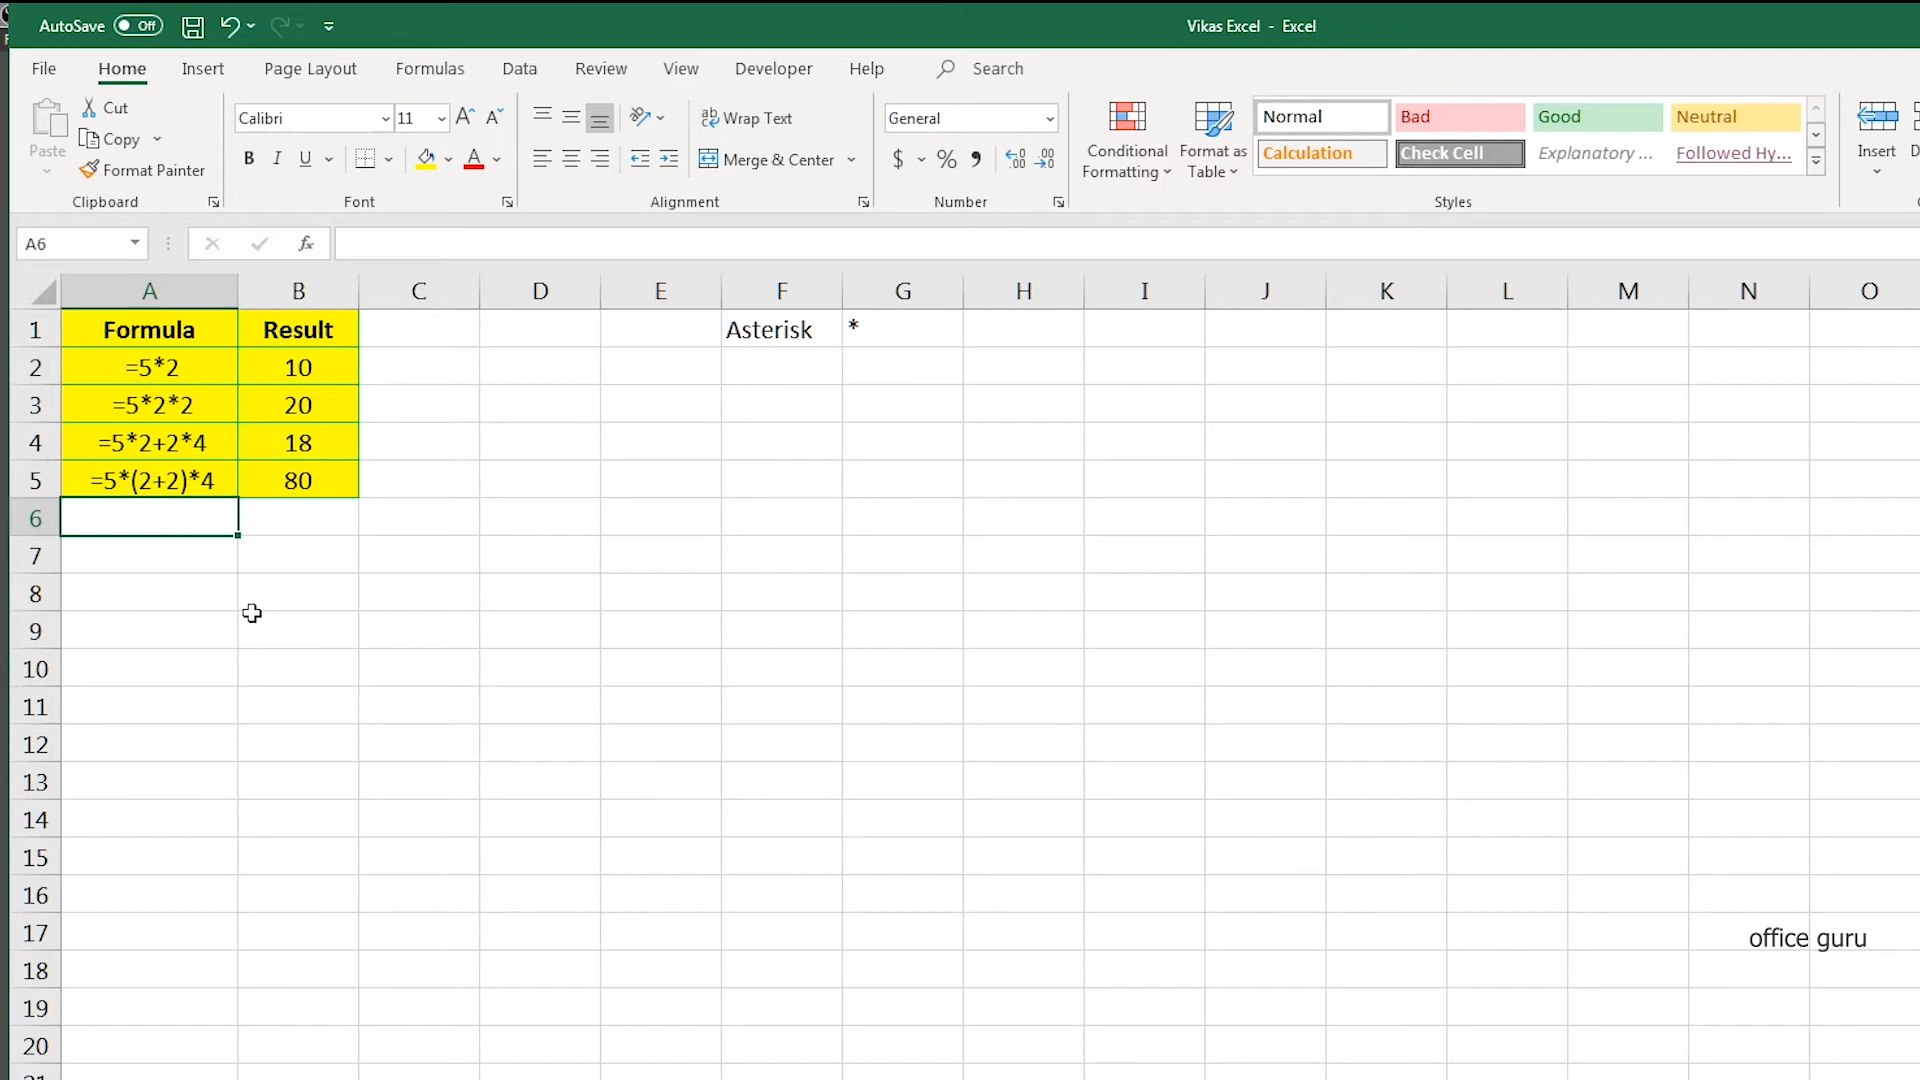 AutoSave Off
Vikas Excel - Excel
File Home Insert Page Layout Formulas Data Review View Developer Help Search
Paste
Cut
Copy
Format Painter
Clipboard
Calibri 11
B I U A
Font
ab Wrap Text
Merge & Center
Alignment
General
$ % 9 .00 .00
Number
Conditional Formatting
Format as Table
Normal Bad Good Neutral
Calculation Check Cell Explanatory ... Followed Hy...
Styles
Insert
A6 fx
A B C D E F G H I J K L M N O
1 Formula Result Asterisk *
2 =5*2 10
3 =5*2*2 20
4 =5*2+2*4 18
5 =5*(2+2)*4 80
6
7
8
9
10
11
12
13
14
15
16
17 office guru
18
19
20